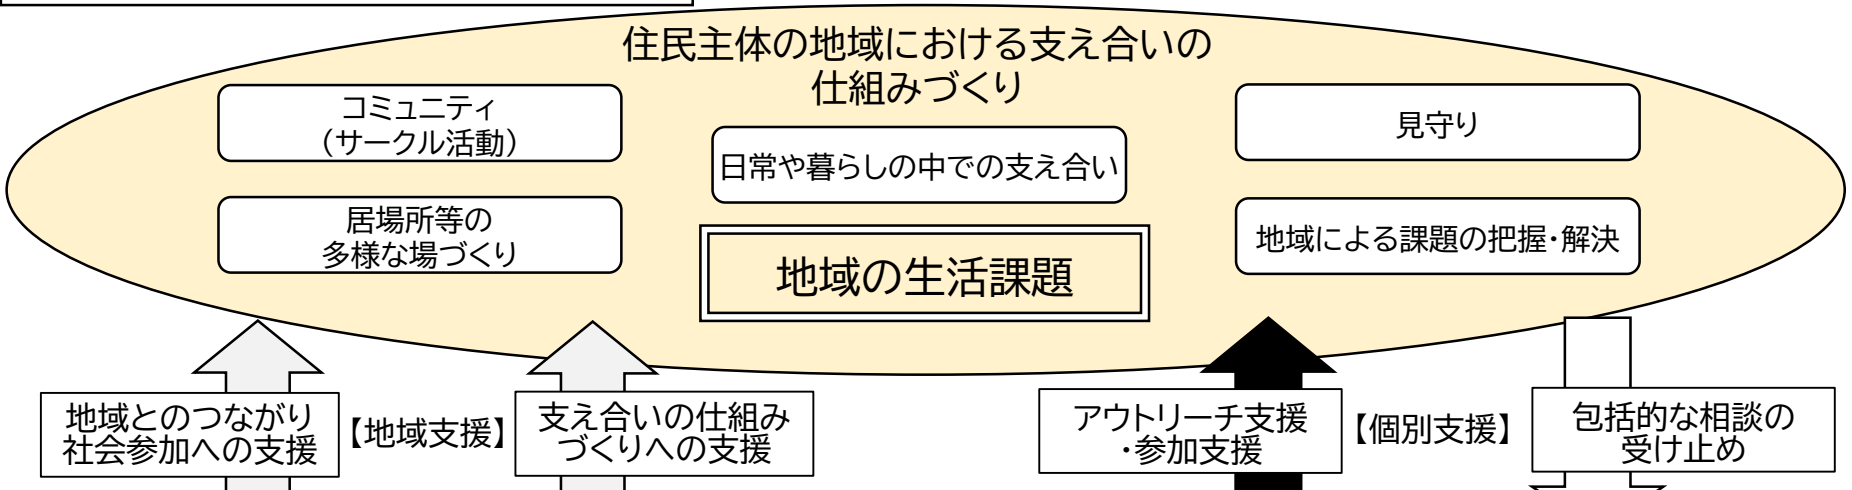 住民主体の地域における支え合いの
仕組みづくり
コミュニティ
(サークル活動)
日常や暮らしの中での支え合い
見守り
居場所等の
多様な場づくり
地域の生活課題
地域による課題の把握・解決
地域とのつながり
社会参加への支援
【地域支援】
支え合いの仕組み
づくりへの支援
アウトリーチ支援
・参加支援
【個別支援】
包括的な相談の
受け止め